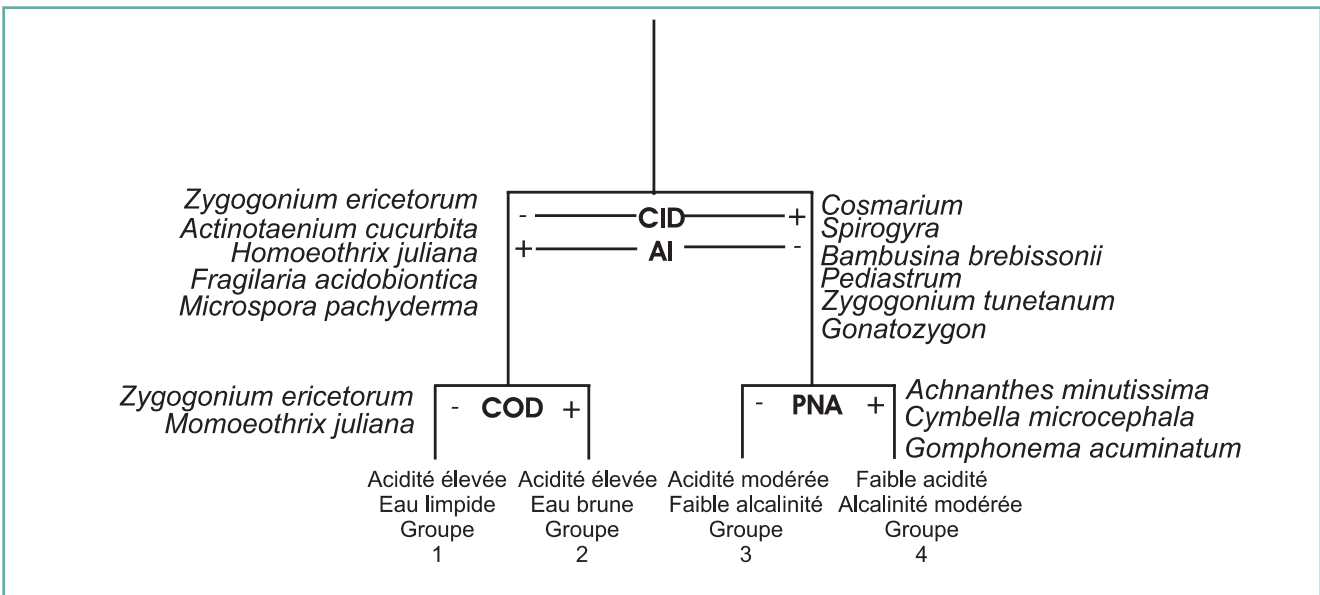 Zygogonium ericetorum
Actinotaenium cucurbita
Homoeothrix juliana
Fragilaria acidobiontica
Microspora pachyderma
- CID +
+ AI -
Cosmarium
Spirogyra
Bambusina brebissonii
Pediastrum
Zygogonium tunetanum
Gonatozygon
Zygogonium ericetorum
Momoeothrix juliana
- COD +
- PNA +
Achnanthes minutissima
Cymbella microcephala
Gomphonema acuminatum
Acidité élevée
Eau limpide
Groupe
1
Acidité élevée
Eau brune
Groupe
2
Acidité modérée
Faible alcalinité
Groupe
3
Faible acidité
Alcalinité modérée
Groupe
4